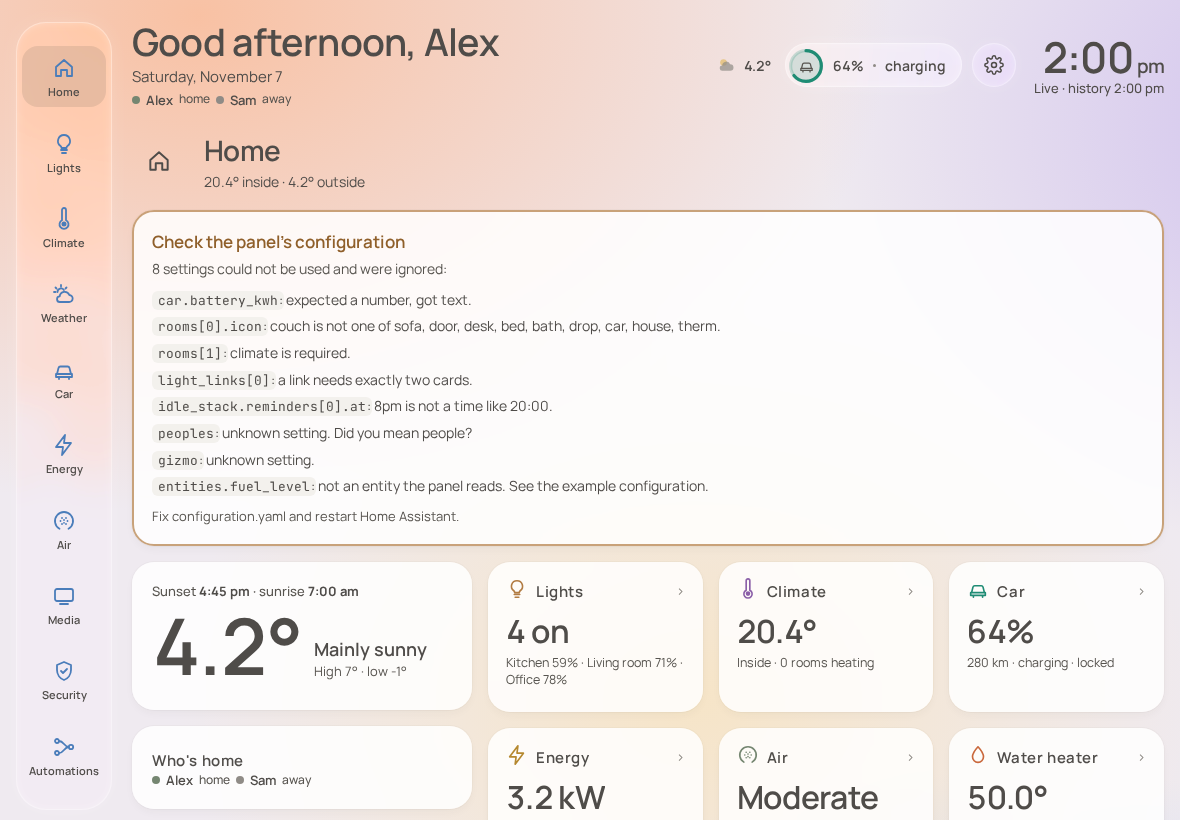 Good afternoon, Alex
Saturday, November 7
Alex home Sam away
4.2°
64% • charging
2:00 pm
Live · history 2:00 pm
Home
Lights
Climate
Weather
Car
Energy
Air
Media
Security
Automations
Home
20.4° inside · 4.2° outside
Check the panel's configuration
8 settings could not be used and were ignored:
car.battery_kwh: expected a number, got text.
rooms[0].icon: couch is not one of sofa, door, desk, bed, bath, drop, car, house, therm.
rooms[1]: climate is required.
light_links[0]: a link needs exactly two cards.
idle_stack.reminders[0].at: 8pm is not a time like 20:00.
peoples: unknown setting. Did you mean people?
gizmo: unknown setting.
entities.fuel_level: not an entity the panel reads. See the example configuration.
Fix configuration.yaml and restart Home Assistant.
Sunset 4:45 pm · sunrise 7:00 am
4.2°
Mainly sunny
High 7° · low -1°
Lights
4 on
Kitchen 59% · Living room 71% ·
Office 78%
Climate
20.4°
Inside · 0 rooms heating
Car
64%
280 km · charging · locked
Who's home
Alex home Sam away
Energy
3.2 kW
Air
Moderate
Water heater
50.0°